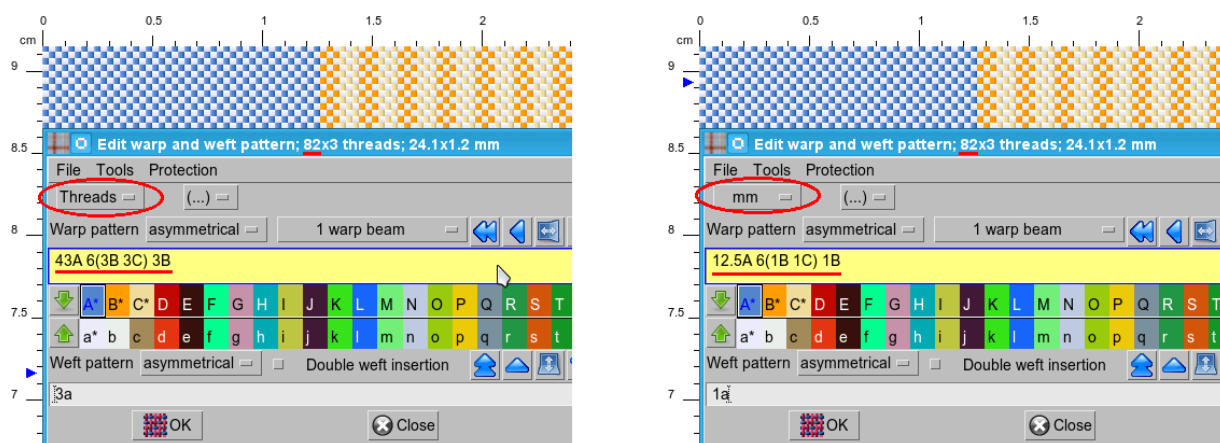 0 0.5 1 1.5 2
cm
9
8.5
8
7.5
7
Edit warp and weft pattern; 82x3 threads; 24.1x1.2 mm
File Tools Protection
Threads (...)
Warp pattern asymmetrical 1 warp beam
43A 6(3B 3C) 3B
A* B* C* D E F G H I J K L M N O P Q R S T
a* b c d e f g h i j k l m n o p q r s t
Weft pattern asymmetrical Double weft insertion
3a
OK Close
0 0.5 1 1.5 2
cm
9
8.5
8
7.5
7
Edit warp and weft pattern; 82x3 threads; 24.1x1.2 mm
File Tools Protection
mm (...)
Warp pattern asymmetrical 1 warp beam
12.5A 6(1B 1C) 1B
A* B* C* D E F G H I J K L M N O P Q R S T
a* b c d e f g h i j k l m n o p q r s t
Weft pattern asymmetrical Double weft insertion
1a
OK Close